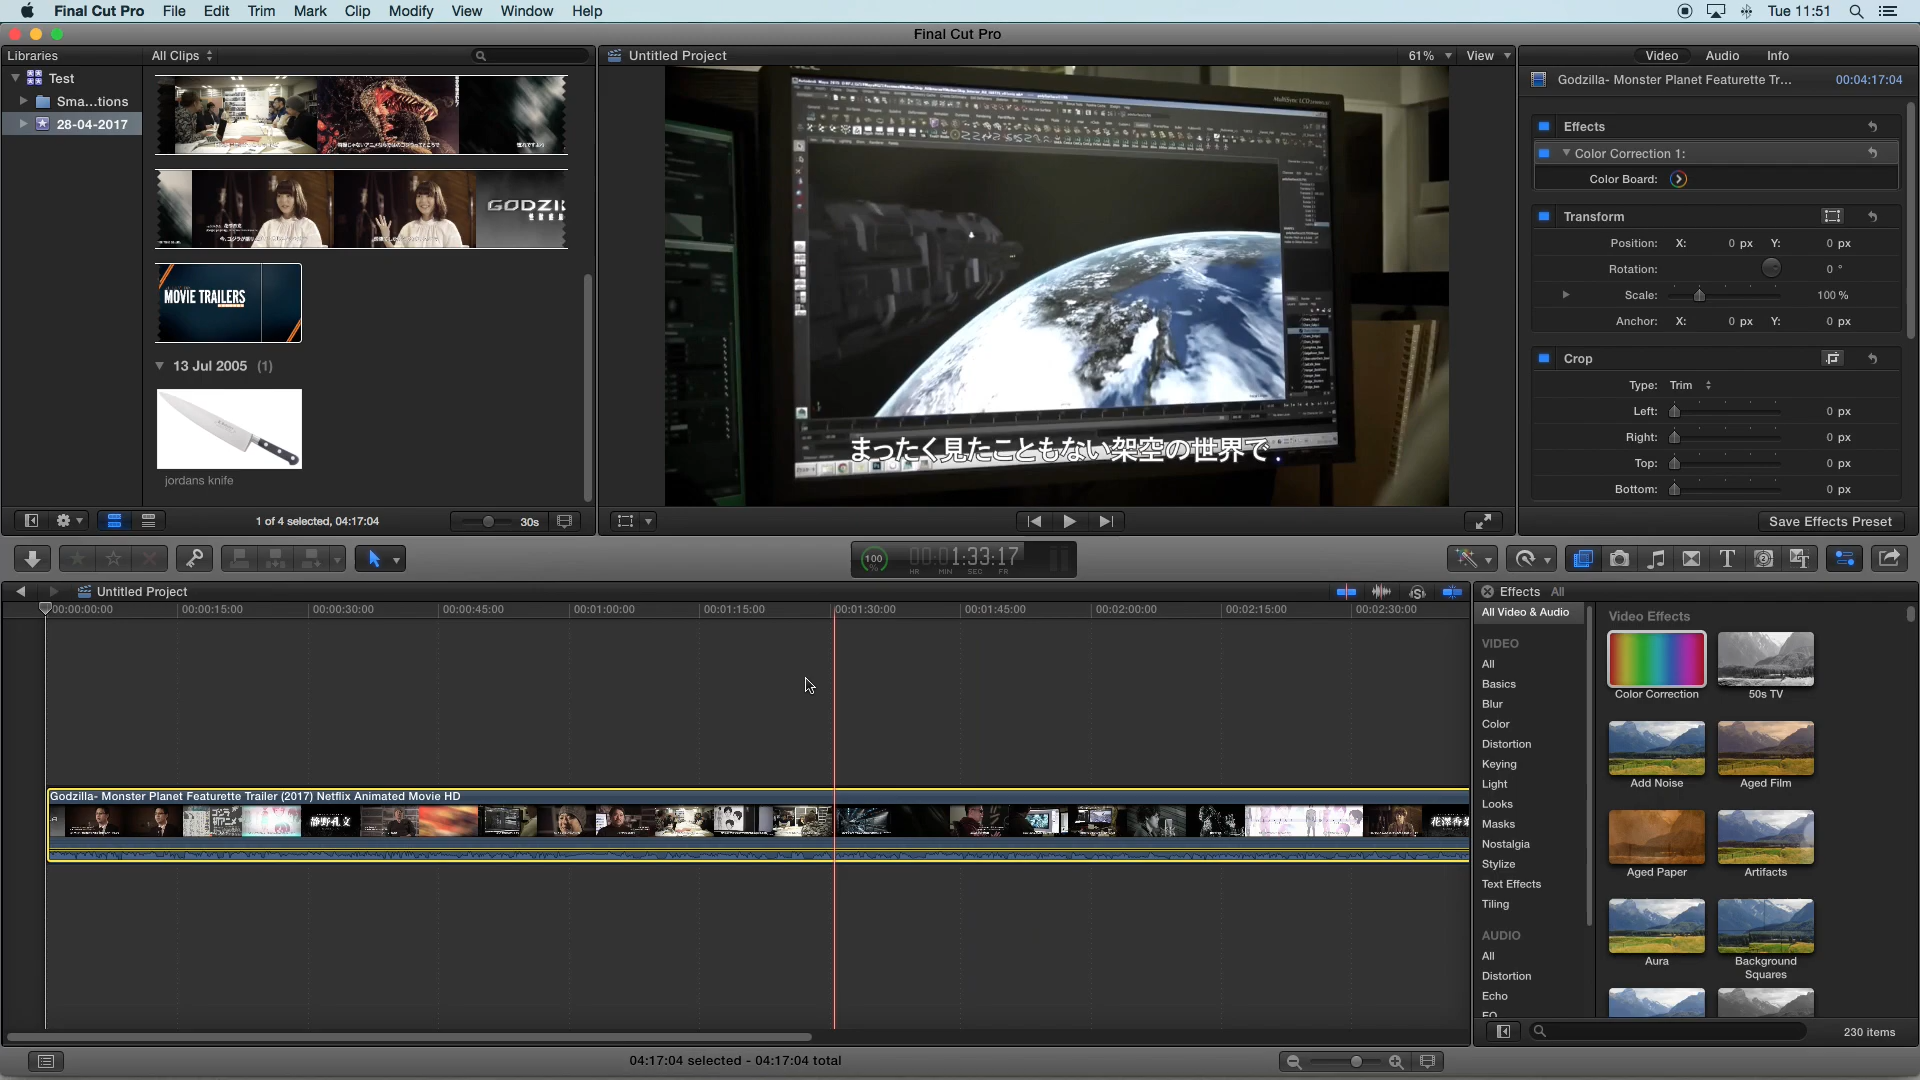 Final Cut Pro File Edit Trim Mark Clip Modify View Window Help Tue 11:51
Final Cut Pro
Libraries All Clips Untitled Project 61% View Video Audio Info
Test
Sma...tions
28-04-2017
Godzilla- Monster Planet Featurette Tr... 00:04:17:04
GODZI
MOVIE TRAILERS
13 Jul 2005 (1)
jordans knife
まったく見たこともない架空の世界で
Effects
Color Correction 1:
Color Board:
Transform
Position: X: 0 px Y: 0 px
Rotation: 0 °
Scale: 100 %
Anchor: X: 0 px Y: 0 px
Crop
Type: Trim
Left: 0 px
Right: 0 px
Top: 0 px
Bottom: 0 px
1 of 4 selected, 04:17:04 30s
Save Effects Preset
100 % 00:01:33:17
HR MIN SEC FR
Untitled Project
00:00:00:00 00:00:15:00 00:00:30:00 00:00:45:00 00:01:00:00 00:01:15:00 00:01:30:00 00:01:45:00 00:02:00:00 00:02:15:00 00:02:30:00
Godzilla- Monster Planet Featurette Trailer (2017) Netflix Animated Movie HD
静野孔文
Effects All
All Video & Audio
VIDEO
All
Basics
Blur
Color
Distortion
Keying
Light
Looks
Masks
Nostalgia
Stylize
Text Effects
Tiling
AUDIO
All
Distortion
Echo
EQ
Video Effects
Color Correction 50s TV
Add Noise Aged Film
Aged Paper Artifacts
Aura Background
Squares
230 items
04:17:04 selected - 04:17:04 total